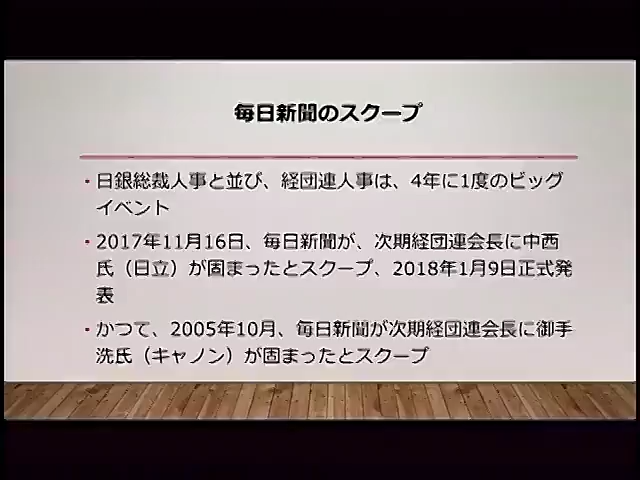 毎日新聞のスクープ
・日銀総裁人事と並び、経団連人事は、4年に1度のビッグ
イベント
・2017年11月16日、毎日新聞が、次期経団連会長に中西
氏（日立）が固まったとスクープ、2018年1月9日正式発
表
・かつて、2005年10月、毎日新聞が次期経団連会長に御手
洗氏（キャノン）が固まったとスクープ